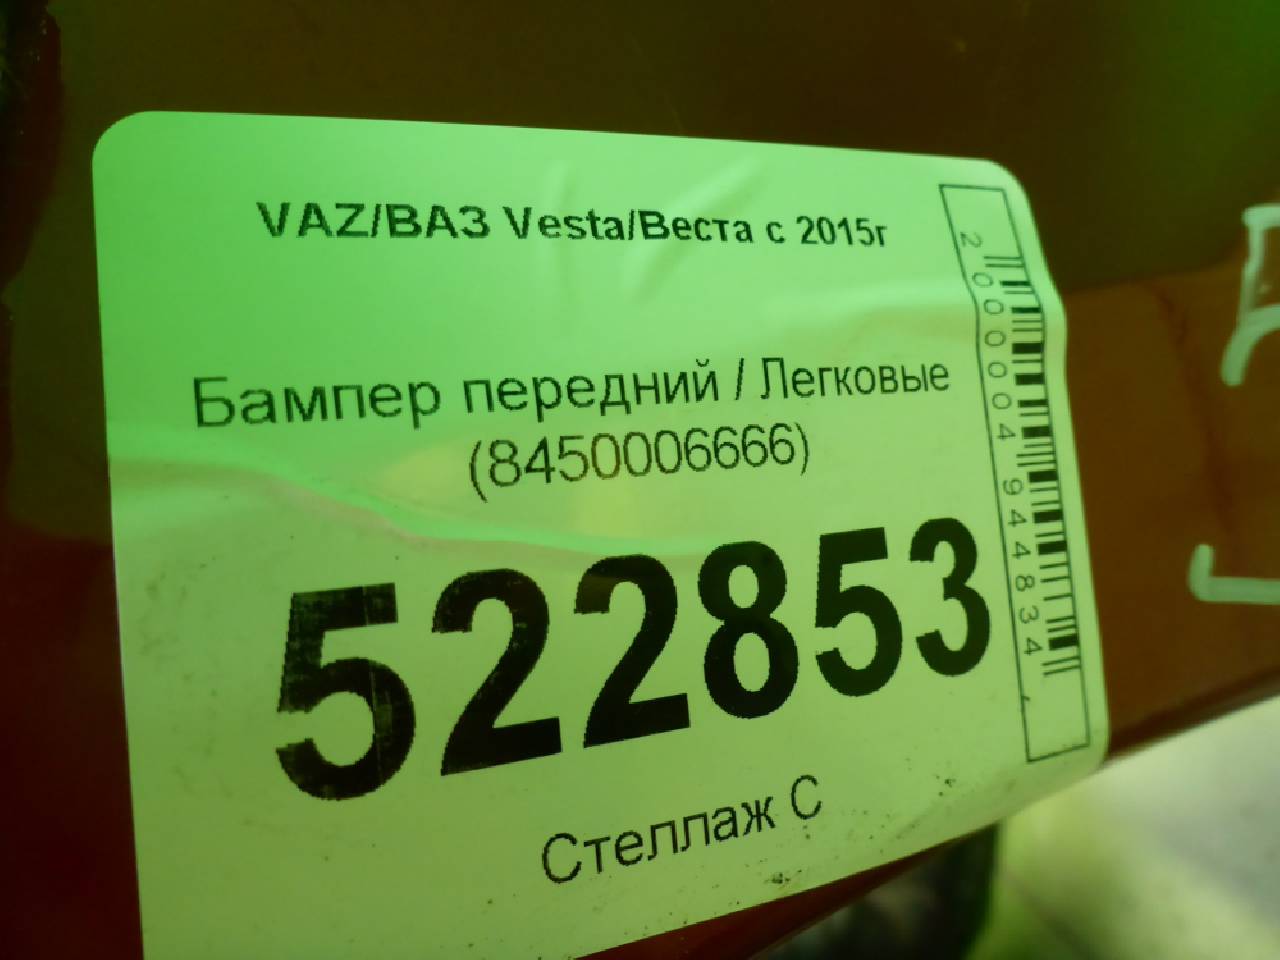 VAZ/ВАЗ Vesta/Веста с 2015г
Бампер передний / Легковые
(8450006666)
522853
Стеллаж С
2000004944834